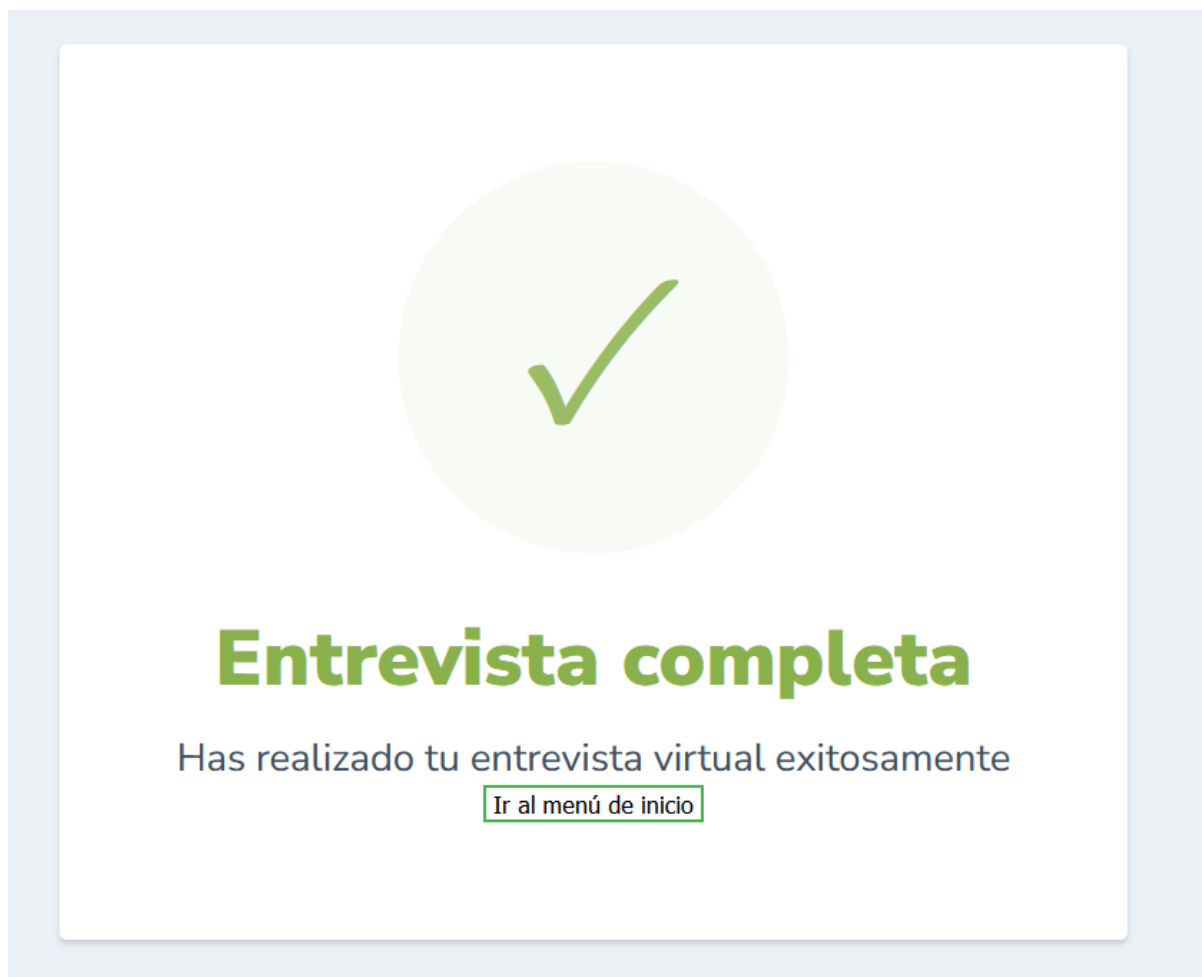 Entrevista completa
Has realizado tu entrevista virtual exitosamente
Ir al menú de inicio